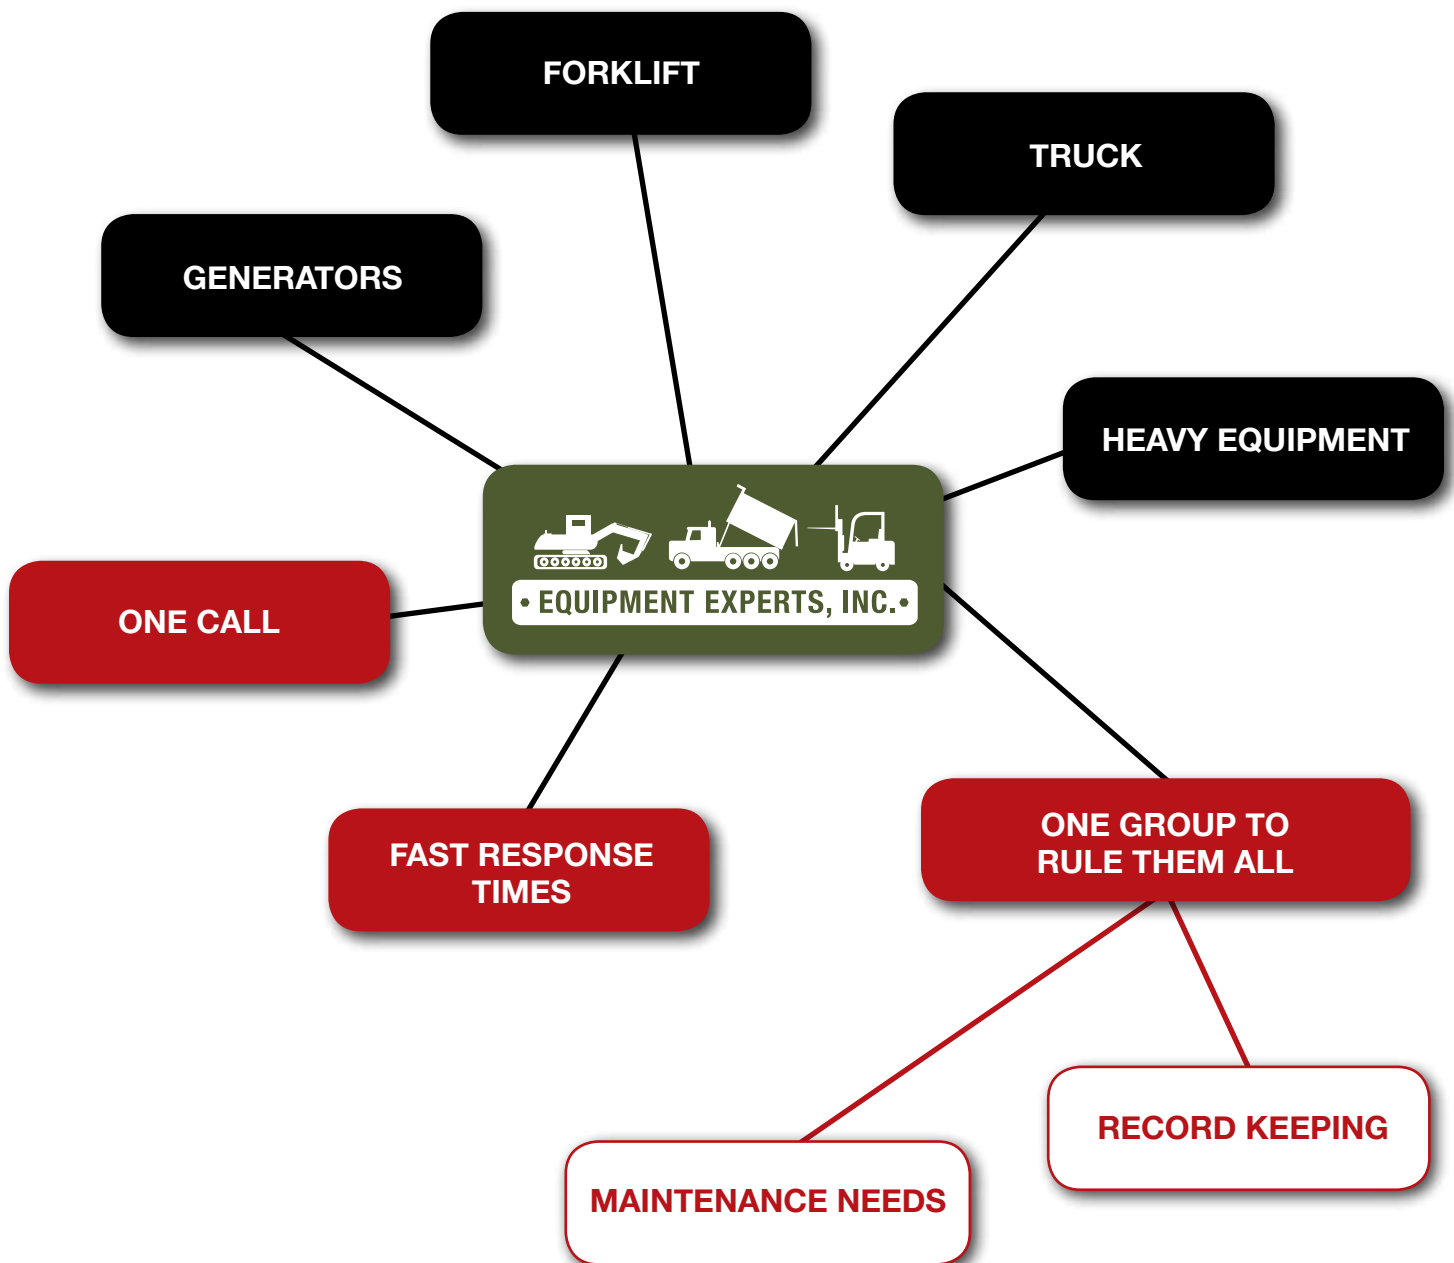 FORKLIFT
TRUCK
GENERATORS
HEAVY EQUIPMENT
• EQUIPMENT EXPERTS, INC. •
ONE CALL
ONE GROUP TO
RULE THEM ALL
FAST RESPONSE
TIMES
RECORD KEEPING
MAINTENANCE NEEDS